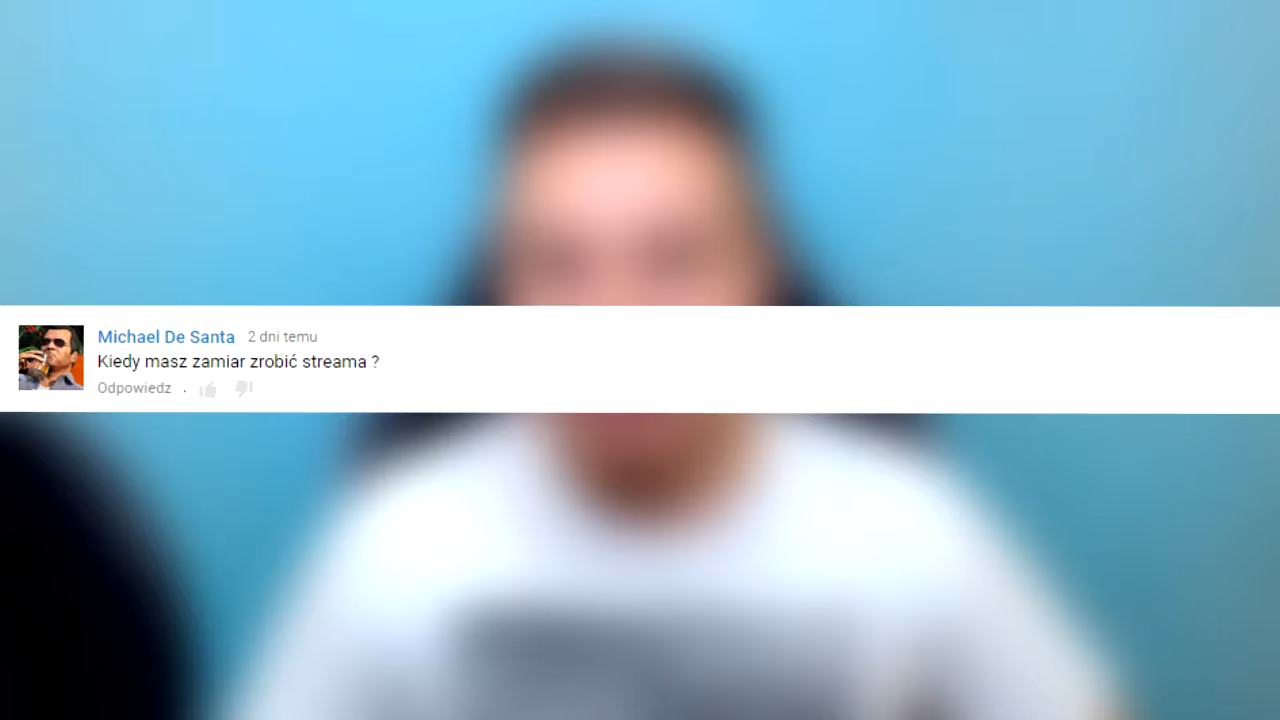 Michael De Santa 2 dni temu
Kiedy masz zamiar zrobić streama ?
Odpowiedz .